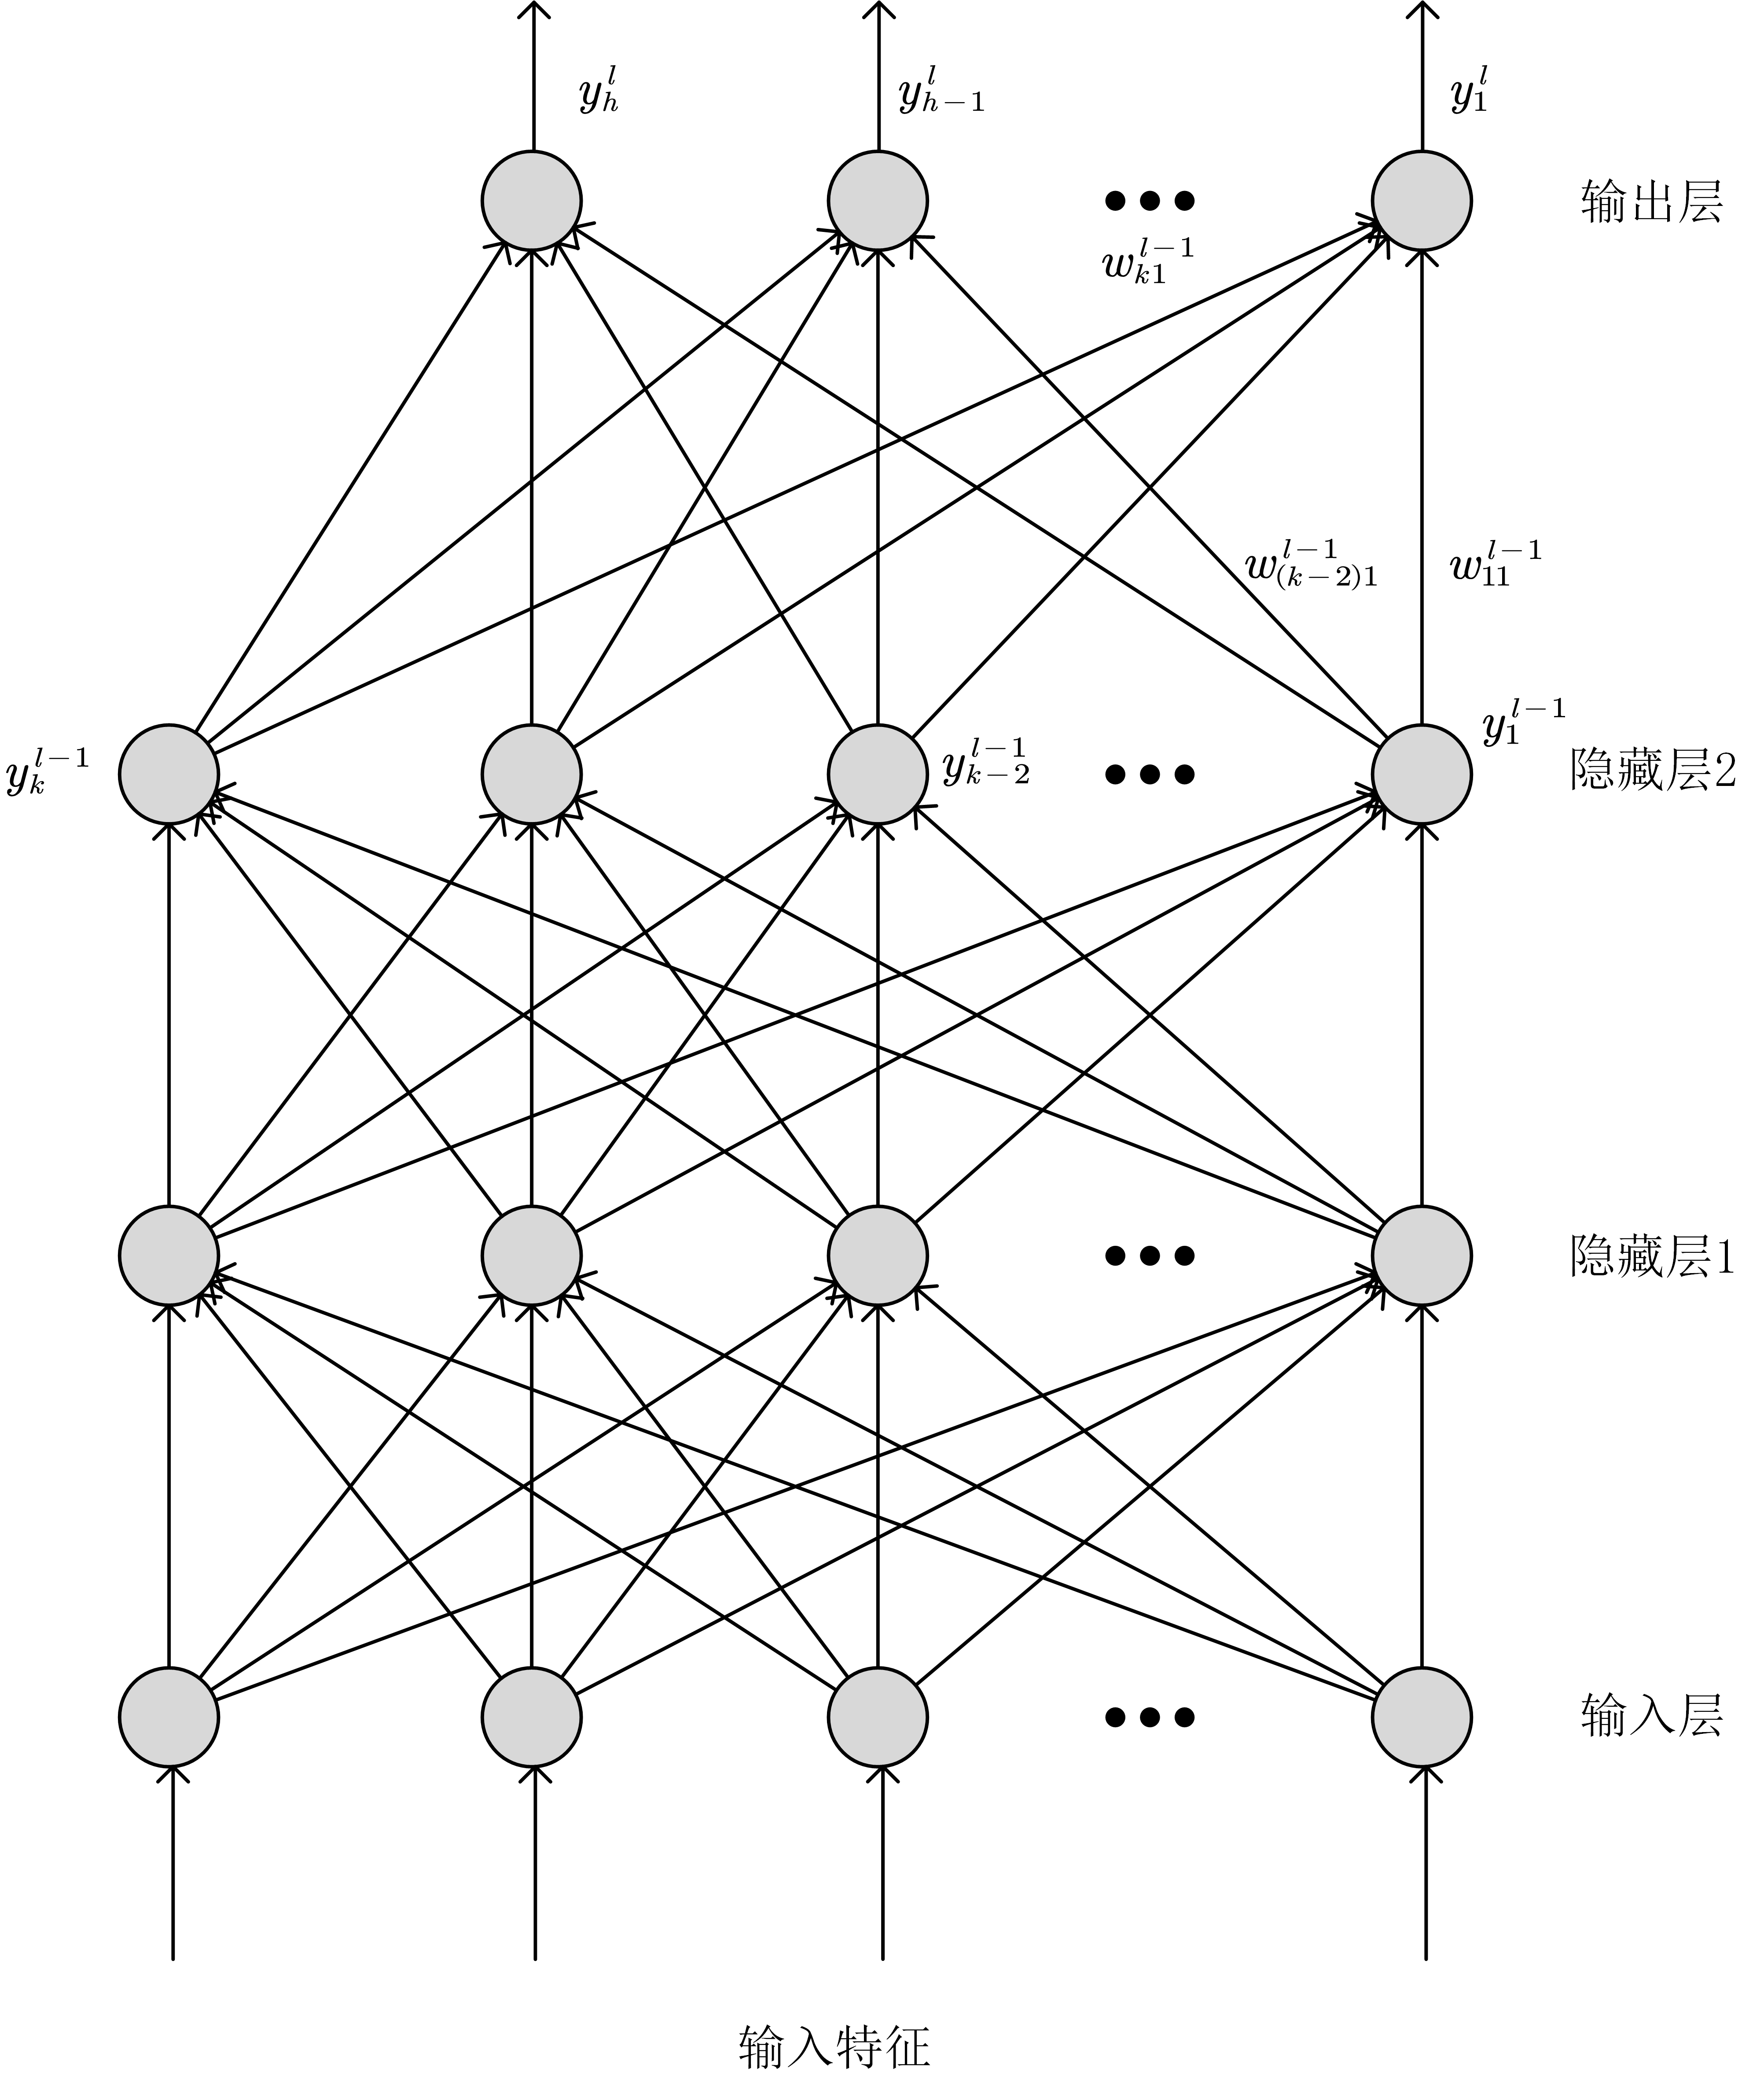 y_h^l
y_{h-1}^l
y_1^l
输出层
w_{k1}^{l-1}
w_{(k-2)1}^{l-1}
w_{11}^{l-1}
y_k^{l-1}
y_{k-2}^{l-1}
y_1^{l-1}
隐藏层2
隐藏层1
输入层
输入特征